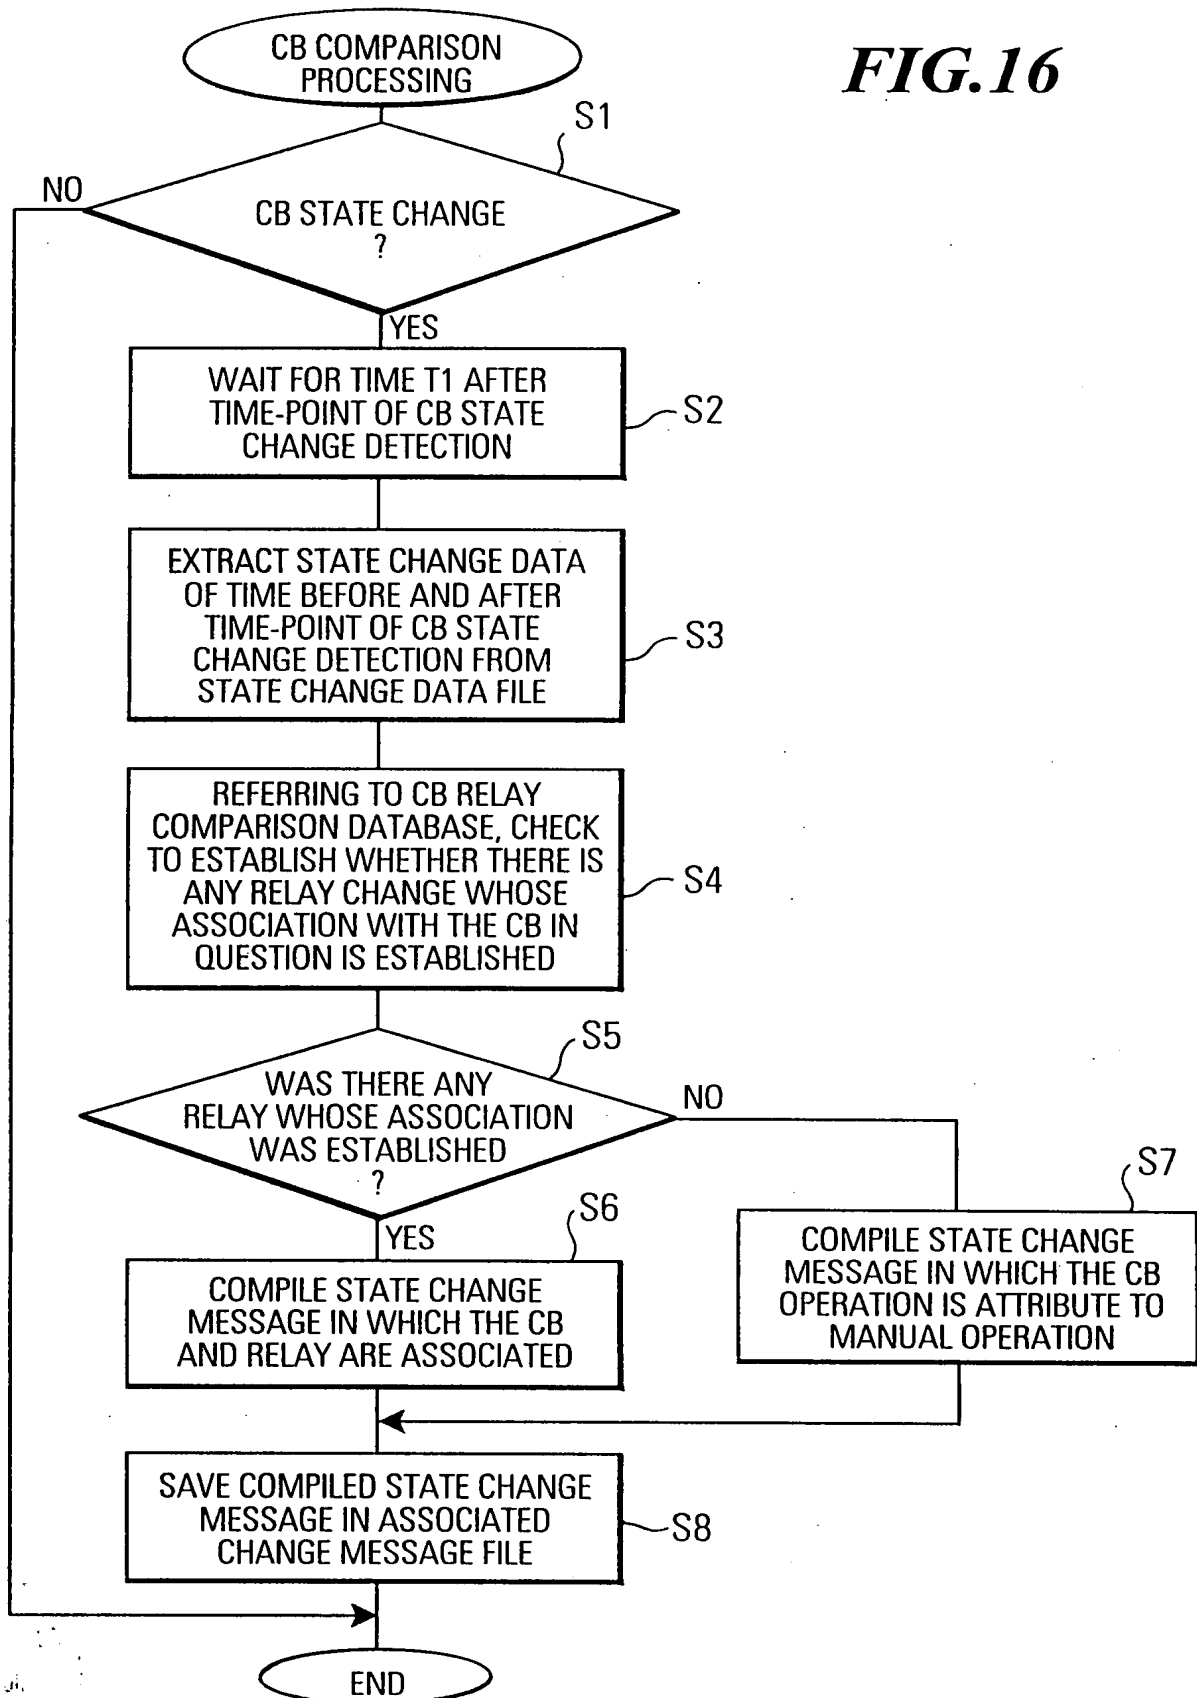 CB COMPARISON
PROCESSING
FIG.16
S1
NO
CB STATE CHANGE
?
YES
WAIT FOR TIME T1 AFTER
TIME-POINT OF CB STATE
CHANGE DETECTION
S2
EXTRACT STATE CHANGE DATA
OF TIME BEFORE AND AFTER
TIME-POINT OF CB STATE
CHANGE DETECTION FROM
STATE CHANGE DATA FILE
S3
REFERRING TO CB RELAY
COMPARISON DATABASE, CHECK
TO ESTABLISH WHETHER THERE IS
ANY RELAY CHANGE WHOSE
ASSOCIATION WITH THE CB IN
QUESTION IS ESTABLISHED
S4
S5
WAS THERE ANY
RELAY WHOSE ASSOCIATION
WAS ESTABLISHED
?
NO
YES
S6
COMPILE STATE CHANGE
MESSAGE IN WHICH THE CB
AND RELAY ARE ASSOCIATED
S7
COMPILE STATE CHANGE
MESSAGE IN WHICH THE CB
OPERATION IS ATTRIBUTE TO
MANUAL OPERATION
SAVE COMPILED STATE CHANGE
MESSAGE IN ASSOCIATED
CHANGE MESSAGE FILE
S8
END